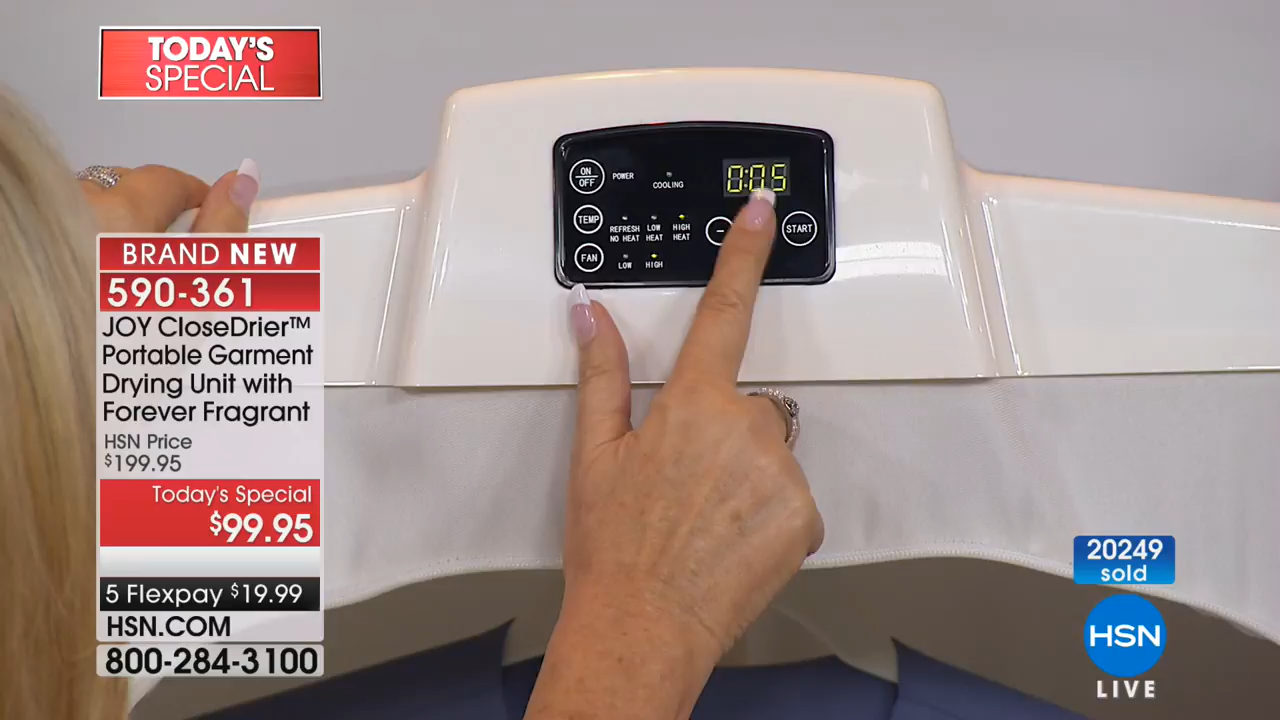 TODAY'S
SPECIAL
BRAND NEW
590-361
JOY CloseDrier™
Portable Garment
Drying Unit with
Forever Fragrant
HSN Price
$199.95
Today's Special
$99.95
5 Flexpay $19.99
HSN.COM
800-284-3100
ON
OFF
POWER
COOLING
0:05
TEMP
REFRESH
NO HEAT
LOW
HEAT
HIGH
HEAT
-
START
FAN
LOW
HIGH
20249
sold
HSN
LIVE